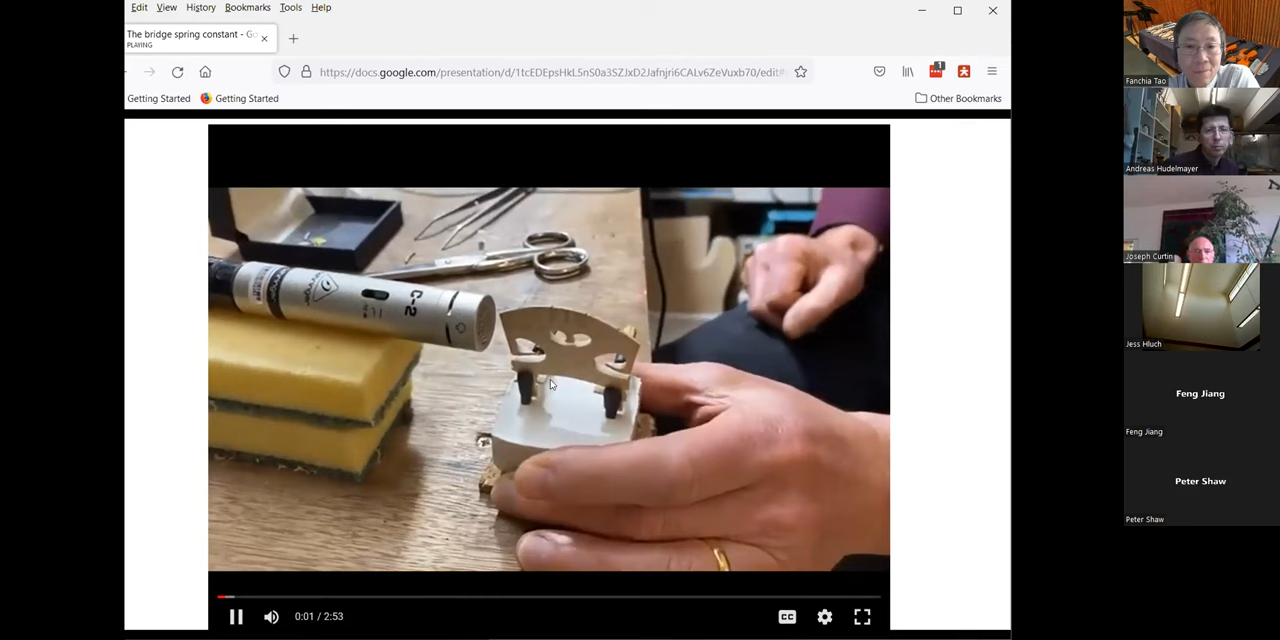 Edit View History Bookmarks Tools Help
The bridge spring constant - Go
PLAYING
https://docs.google.com/presentation/d/1tcEDEpsHkL5nS0a3SZJxD2Jafnjri6CALv6ZeVuxb70/edit#
1
Getting Started Getting Started Other Bookmarks
C-2
0:01 / 2:53
CC
Fanchia Tao
Andreas Hudelmayer
Joseph Curtin
Jess Hluch
Feng Jiang
Feng Jiang
Peter Shaw
Peter Shaw